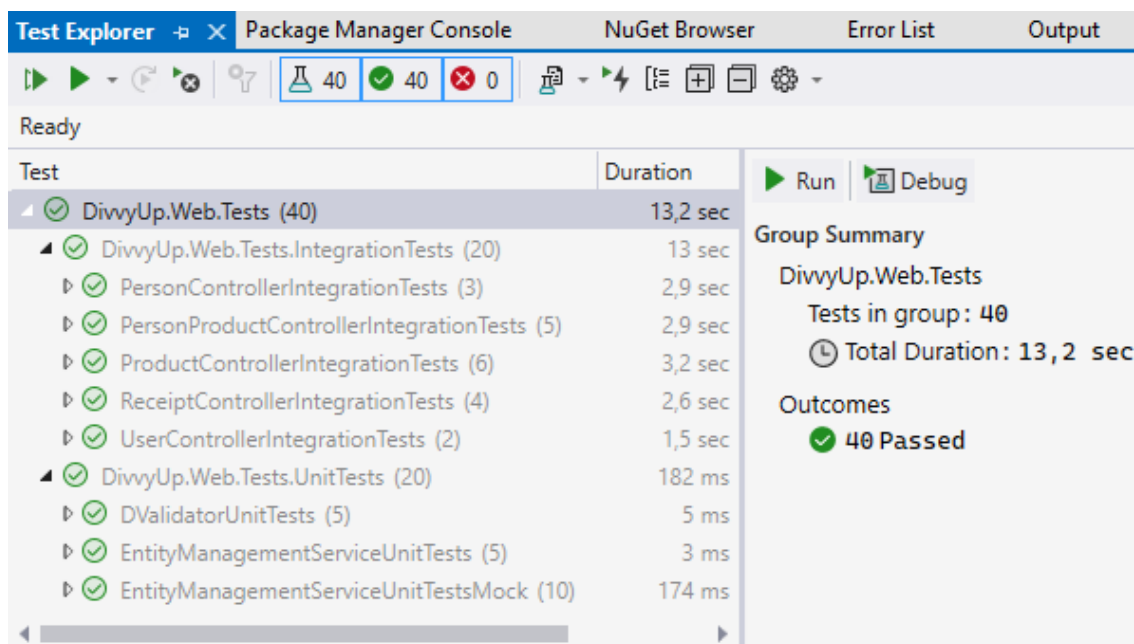 Test Explorer Package Manager Console NuGet Browser Error List Output
40 40 0
Ready
Test Duration
DivvyUp.Web.Tests (40) 13,2 sec
DivvyUp.Web.Tests.IntegrationTests (20) 13 sec
PersonControllerIntegrationTests (3) 2,9 sec
PersonProductControllerIntegrationTests (5) 2,9 sec
ProductControllerIntegrationTests (6) 3,2 sec
ReceiptControllerIntegrationTests (4) 2,6 sec
UserControllerIntegrationTests (2) 1,5 sec
DivvyUp.Web.Tests.UnitTests (20) 182 ms
DValidatorUnitTests (5) 5 ms
EntityManagementServiceUnitTests (5) 3 ms
EntityManagementServiceUnitTestsMock (10) 174 ms
Run Debug
Group Summary
DivvyUp.Web.Tests
Tests in group: 40
Total Duration: 13,2 sec
Outcomes
40 Passed